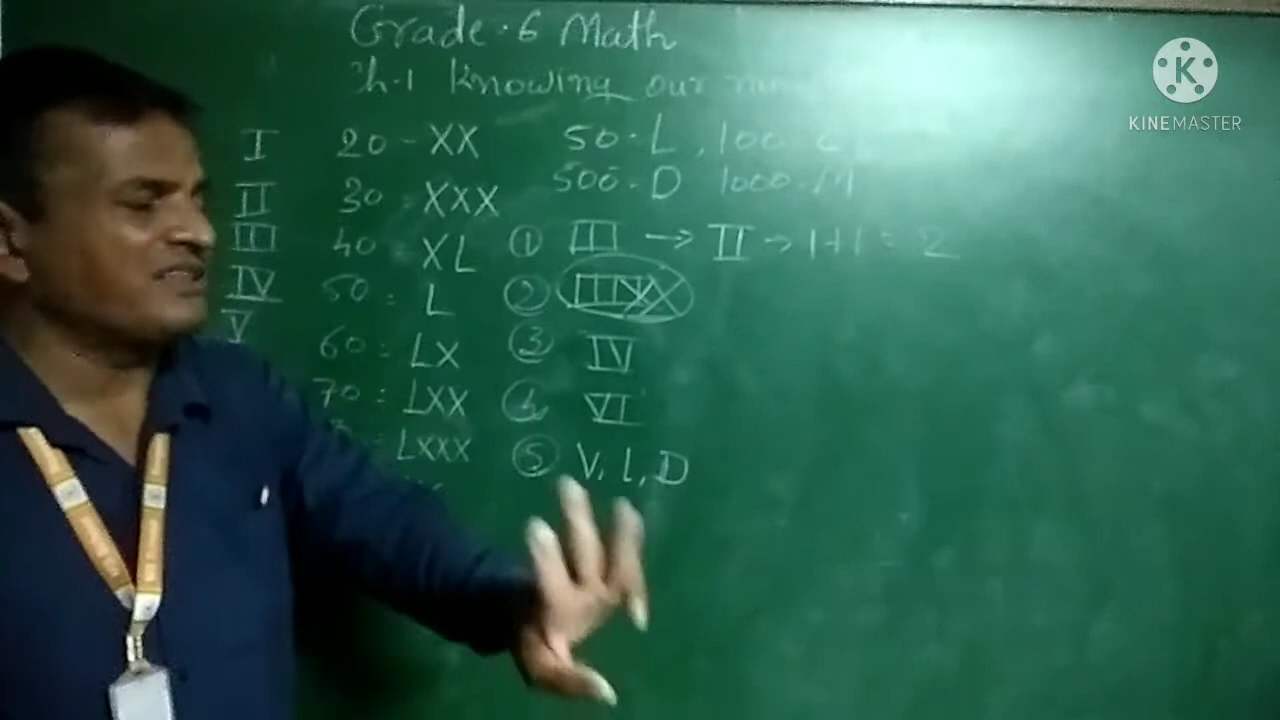 Grade·6 Math
Ch·1 Knowing our
I 20 - XX 50 · L, 100 - C
II 30 = XXX 500 · D 1000 - M
III 40 XL ① III → II → 1+1 = 2
IV 50 = L ②
V 60 = LX ③ IV
70 = LXX ④ VI
= LXXX ⑤ V, L, D
K
KINEMASTER